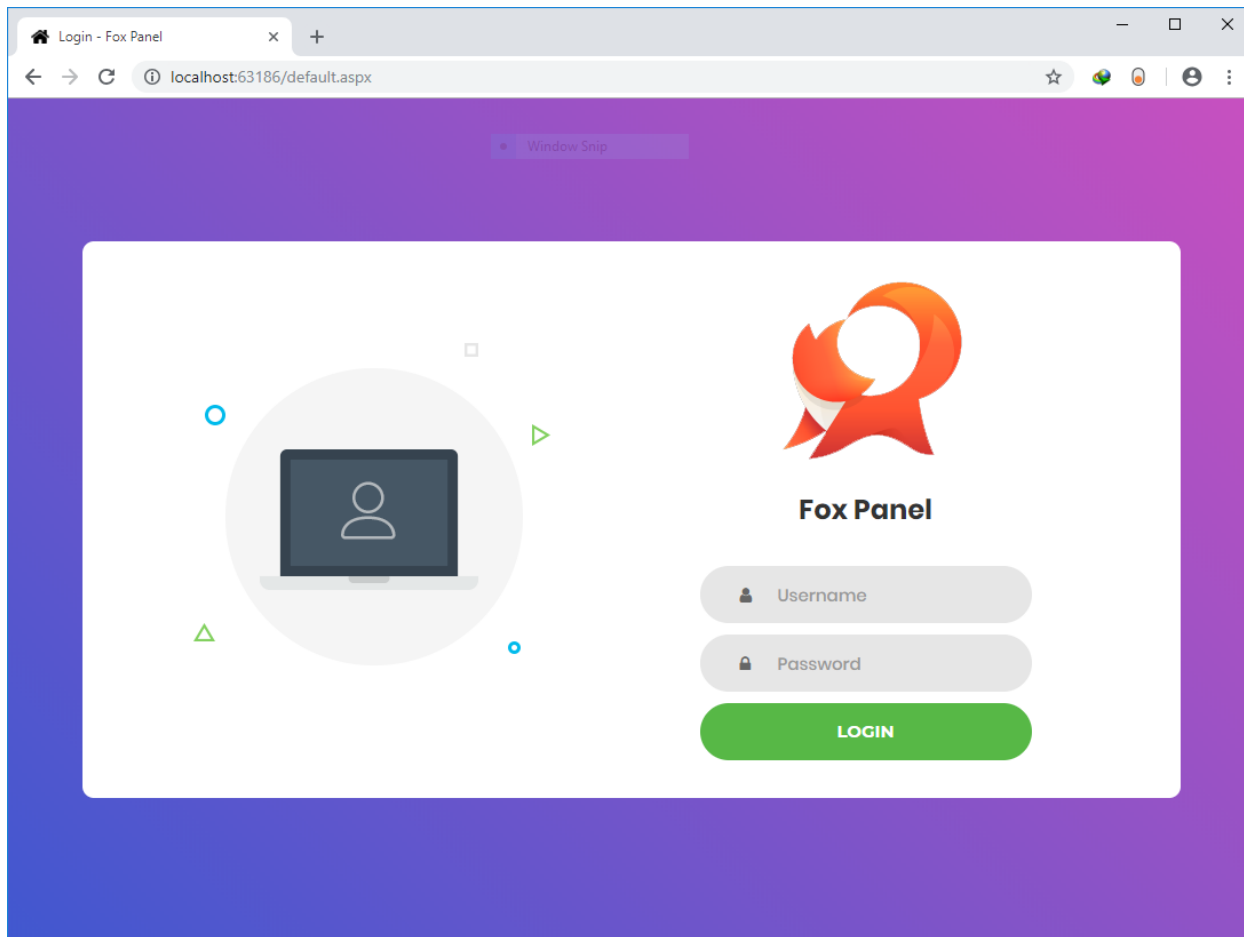 Login - Fox Panel
localhost:63186/default.aspx
Window Snip
Fox Panel
Username
Password
LOGIN